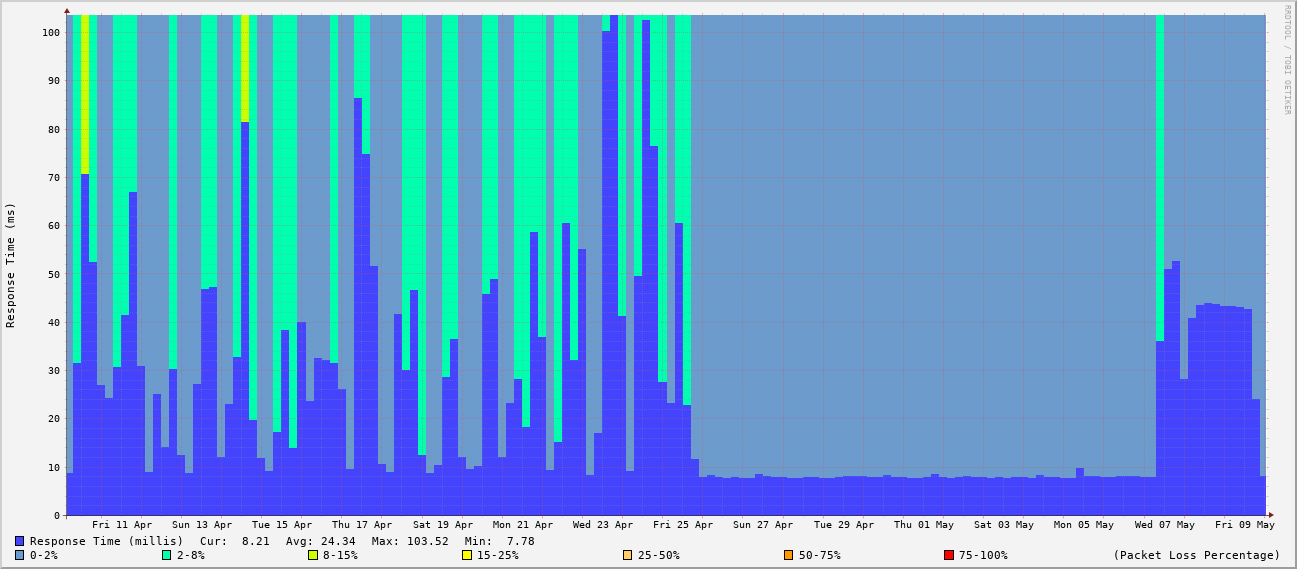 RRDTOOL / TOBI OETIKER
Response Time (ms)
100
90
80
70
60
50
40
30
20
10
0
Fri 11 Apr Sun 13 Apr Tue 15 Apr Thu 17 Apr Sat 19 Apr Mon 21 Apr Wed 23 Apr Fri 25 Apr Sun 27 Apr Tue 29 Apr Thu 01 May Sat 03 May Mon 05 May Wed 07 May Fri 09 May
Response Time (millis) Cur: 8.21 Avg: 24.34 Max: 103.52 Min: 7.78
0-2% 2-8% 8-15% 15-25% 25-50% 50-75% 75-100% (Packet Loss Percentage)